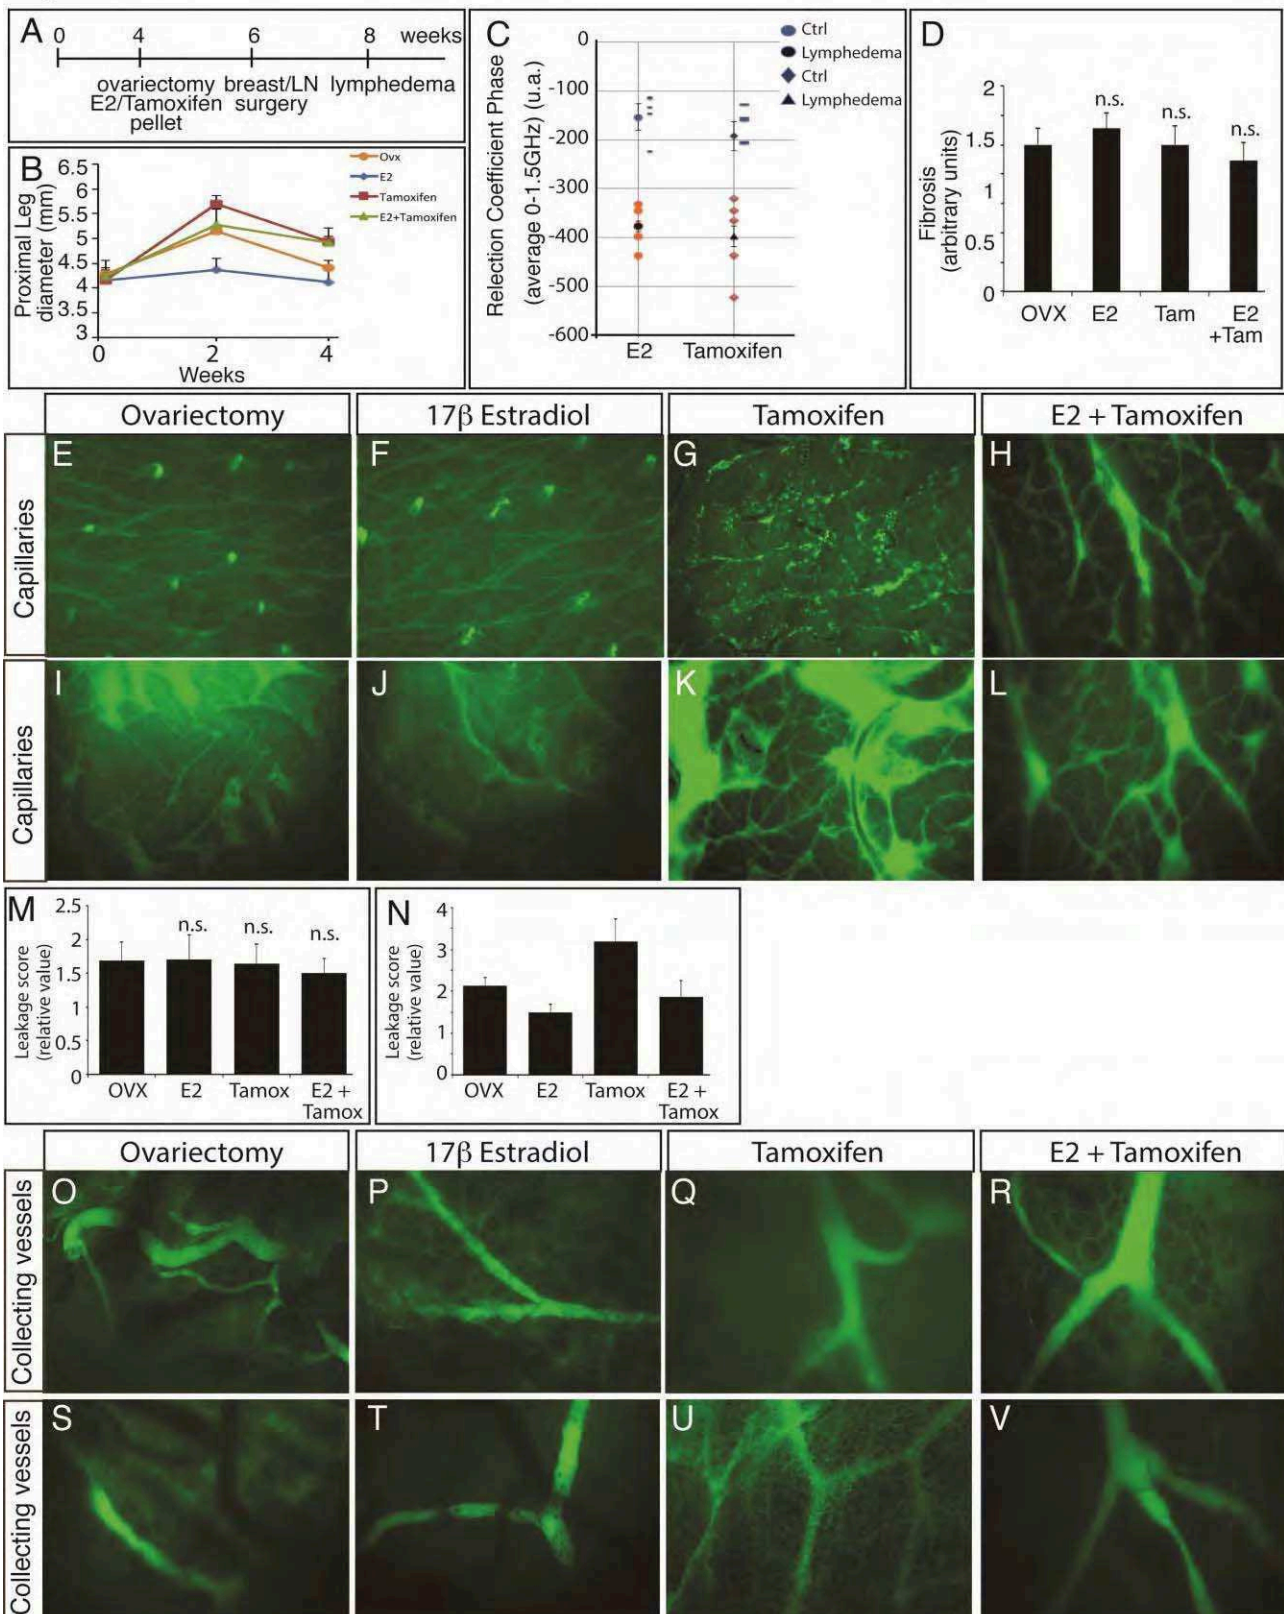 A
0 4 6 8 weeks
ovariectomy breast/LN lymphedema
E2/Tamoxifen surgery
pellet
B
Proximal Leg
diameter (mm)
6.5
6
5.5
5
4.5
4
3.5
3
0 2 4
Weeks
Ovx
E2
Tamoxifen
E2+Tamoxifen
C
Relection Coefficient Phase
(average 0-1.5GHz) (u.a.)
0
-100
-200
-300
-400
-500
-600
E2 Tamoxifen
Ctrl
Lymphedema
Ctrl
Lymphedema
D
Fibrosis
(arbitrary units)
2
1.5
1
0.5
0
n.s.
n.s.
n.s.
OVX E2 Tam E2
+Tam
Ovariectomy 17β Estradiol Tamoxifen E2 + Tamoxifen
Capillaries
E F G H
Capillaries
I J K L
M
Leakage score
(relative value)
2.5
2
1.5
1
0.5
0
n.s. n.s. n.s.
OVX E2 Tamox E2 +
Tamox
N
Leakage score
(relative value)
4
3
2
1
0
OVX E2 Tamox E2 +
Tamox
Ovariectomy 17β Estradiol Tamoxifen E2 + Tamoxifen
Collecting vessels
O P Q R
Collecting vessels
S T U V